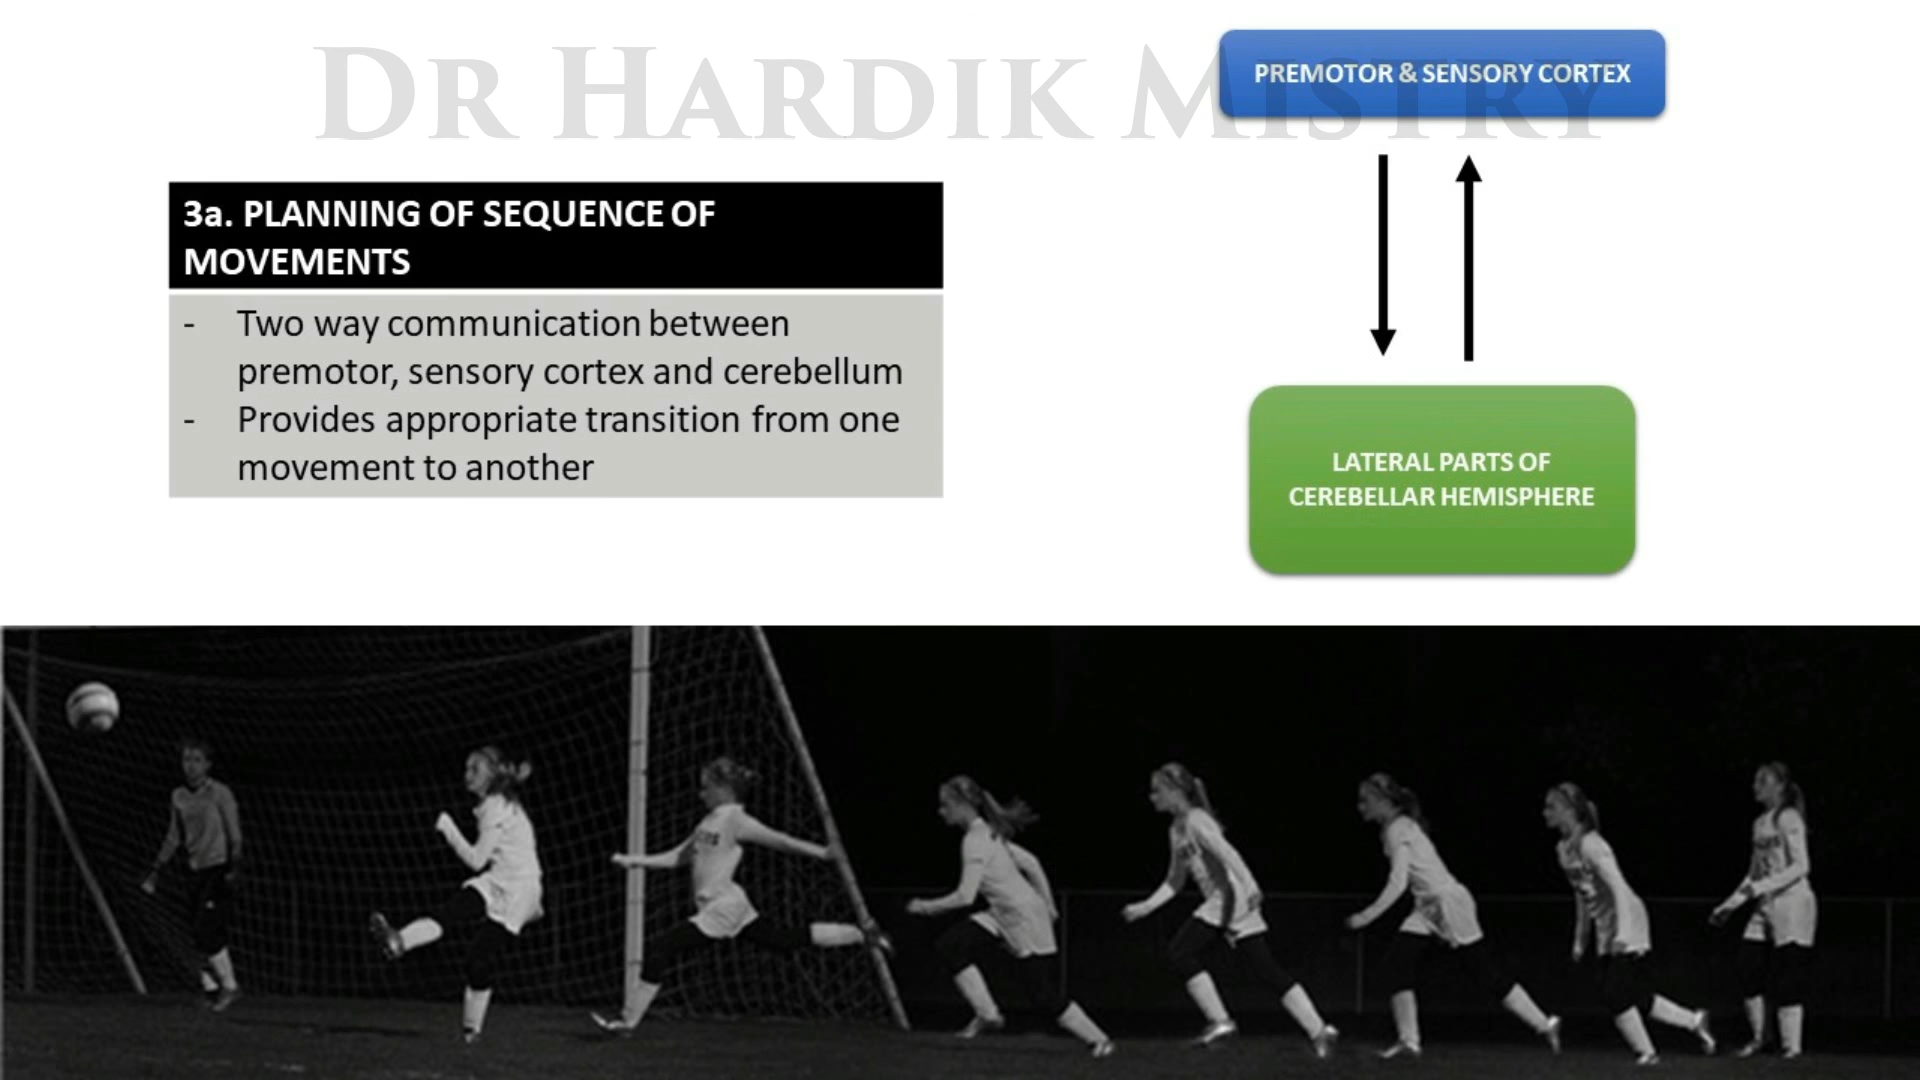 DR HARDIK MISTRY
PREMOTOR & SENSORY CORTEX
3a. PLANNING OF SEQUENCE OF
MOVEMENTS
- Two way communication between
premotor, sensory cortex and cerebellum
- Provides appropriate transition from one
movement to another
LATERAL PARTS OF
CEREBELLAR HEMISPHERE